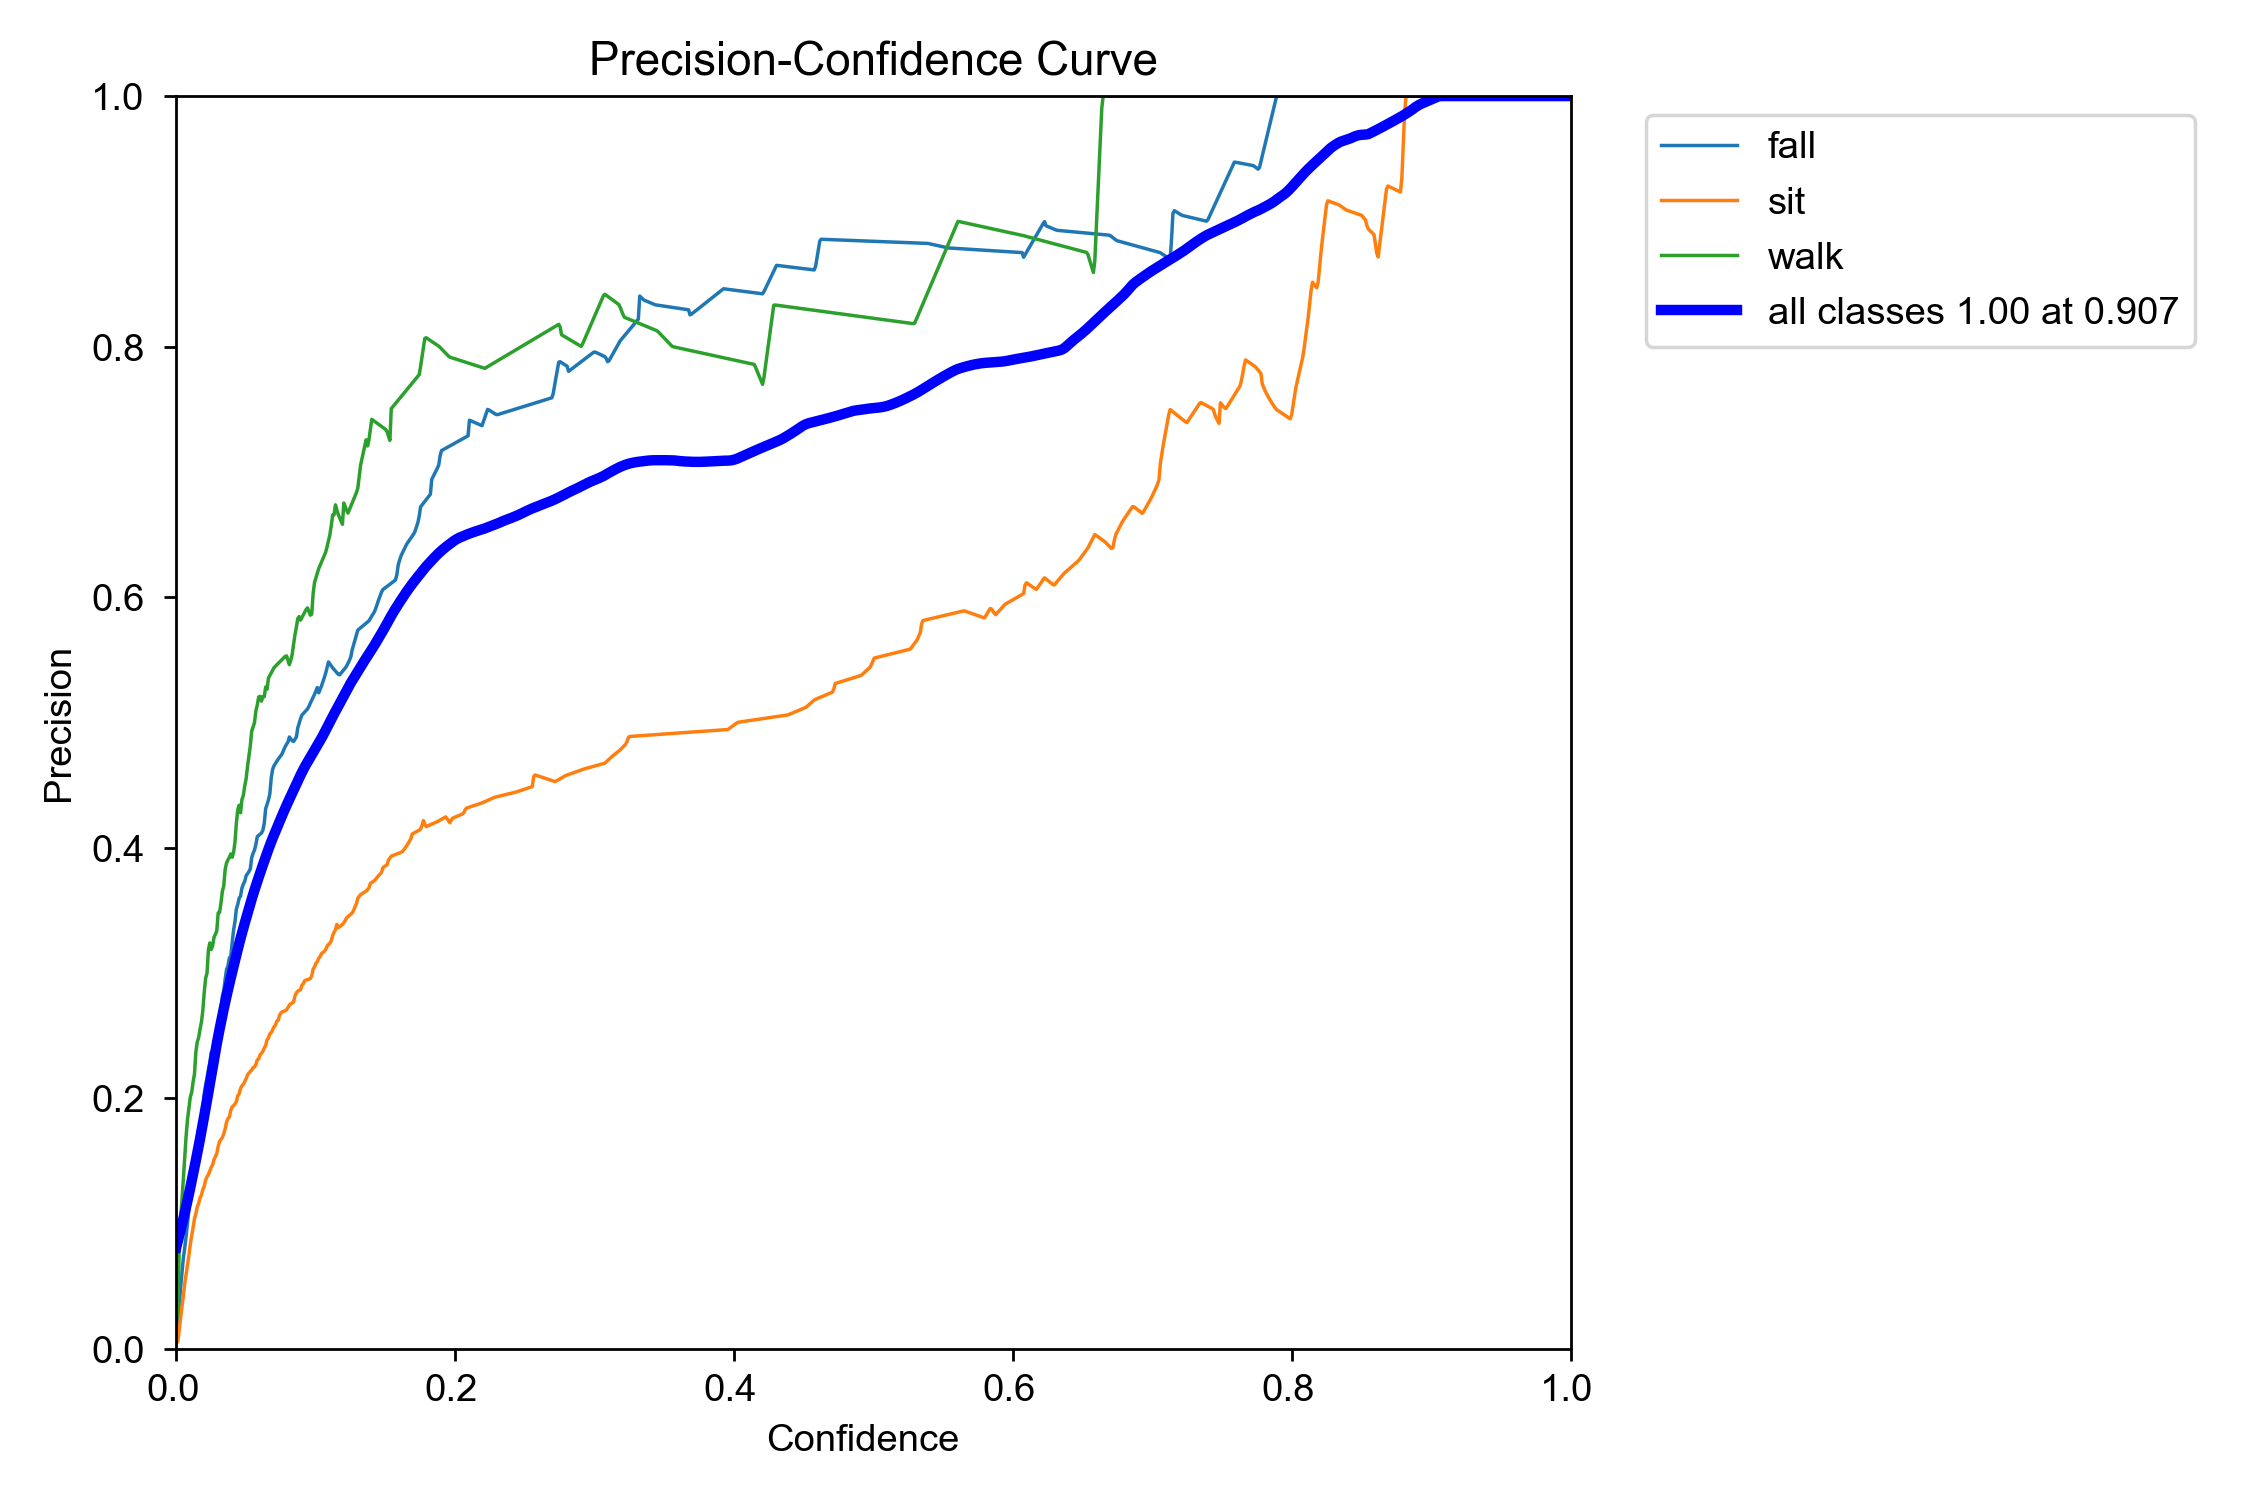 Precision-Confidence Curve
1.0
0.8
0.6
0.4
0.2
0.0
Precision
0.0 0.2 0.4 0.6 0.8 1.0
Confidence
fall
sit
walk
all classes 1.00 at 0.907